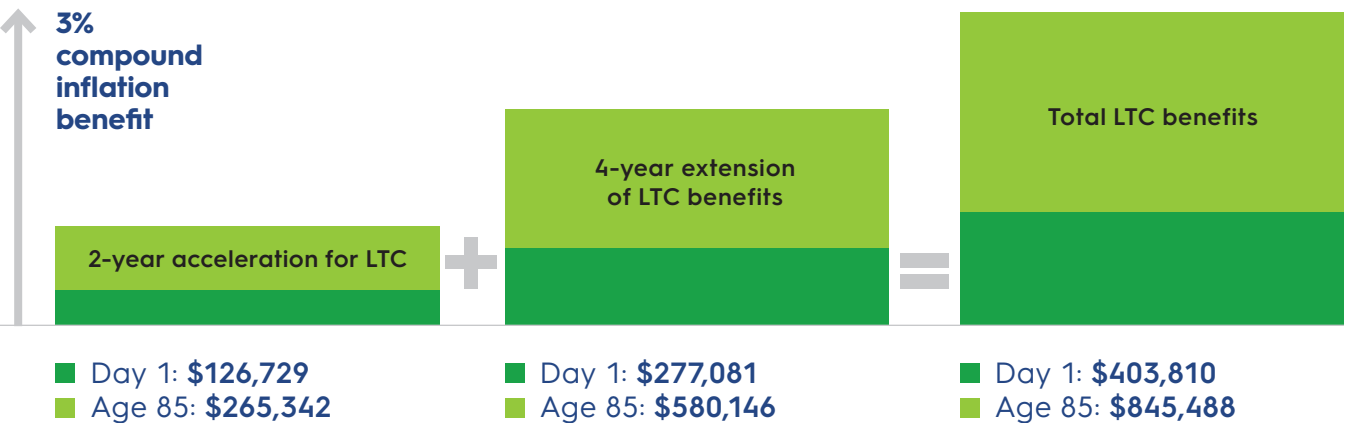 3%
compound
inflation
benefit
2-year acceleration for LTC
4-year extension
of LTC benefits
Total LTC benefits
Day 1: $126,729
Age 85: $265,342
Day 1: $277,081
Age 85: $580,146
Day 1: $403,810
Age 85: $845,488